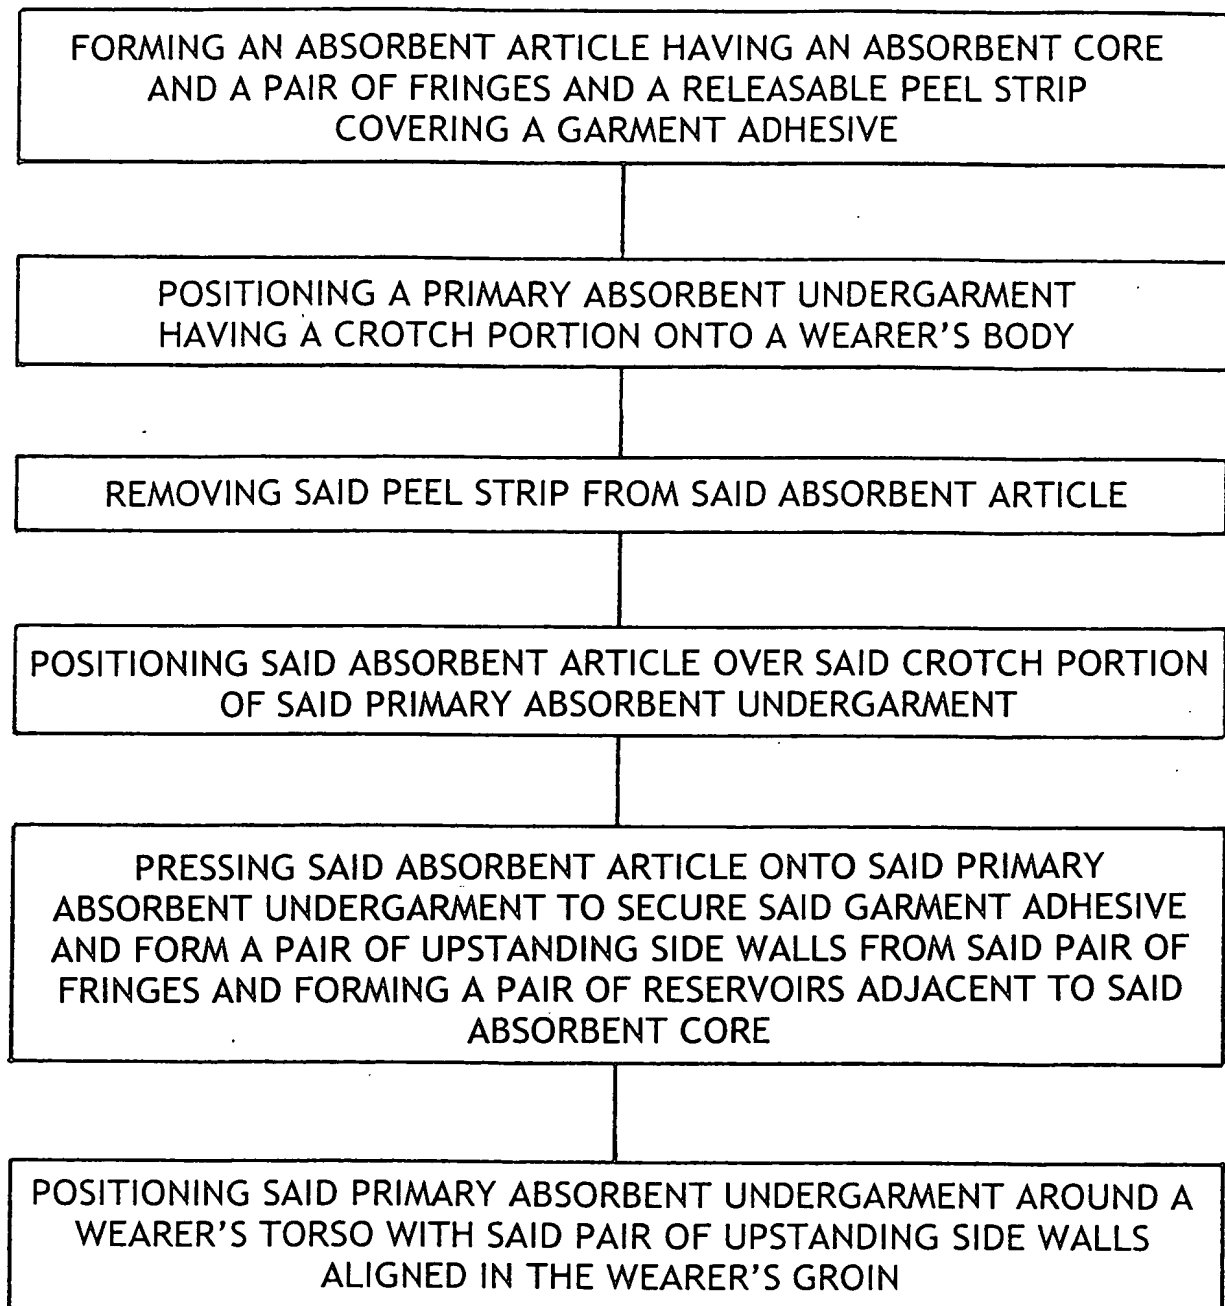 FORMING AN ABSORBENT ARTICLE HAVING AN ABSORBENT CORE
AND A PAIR OF FRINGES AND A RELEASABLE PEEL STRIP
COVERING A GARMENT ADHESIVE
POSITIONING A PRIMARY ABSORBENT UNDERGARMENT
HAVING A CROTCH PORTION ONTO A WEARER'S BODY
REMOVING SAID PEEL STRIP FROM SAID ABSORBENT ARTICLE
POSITIONING SAID ABSORBENT ARTICLE OVER SAID CROTCH PORTION
OF SAID PRIMARY ABSORBENT UNDERGARMENT
PRESSING SAID ABSORBENT ARTICLE ONTO SAID PRIMARY
ABSORBENT UNDERGARMENT TO SECURE SAID GARMENT ADHESIVE
AND FORM A PAIR OF UPSTANDING SIDE WALLS FROM SAID PAIR OF
FRINGES AND FORMING A PAIR OF RESERVOIRS ADJACENT TO SAID
ABSORBENT CORE
POSITIONING SAID PRIMARY ABSORBENT UNDERGARMENT AROUND A
WEARER'S TORSO WITH SAID PAIR OF UPSTANDING SIDE WALLS
ALIGNED IN THE WEARER'S GROIN